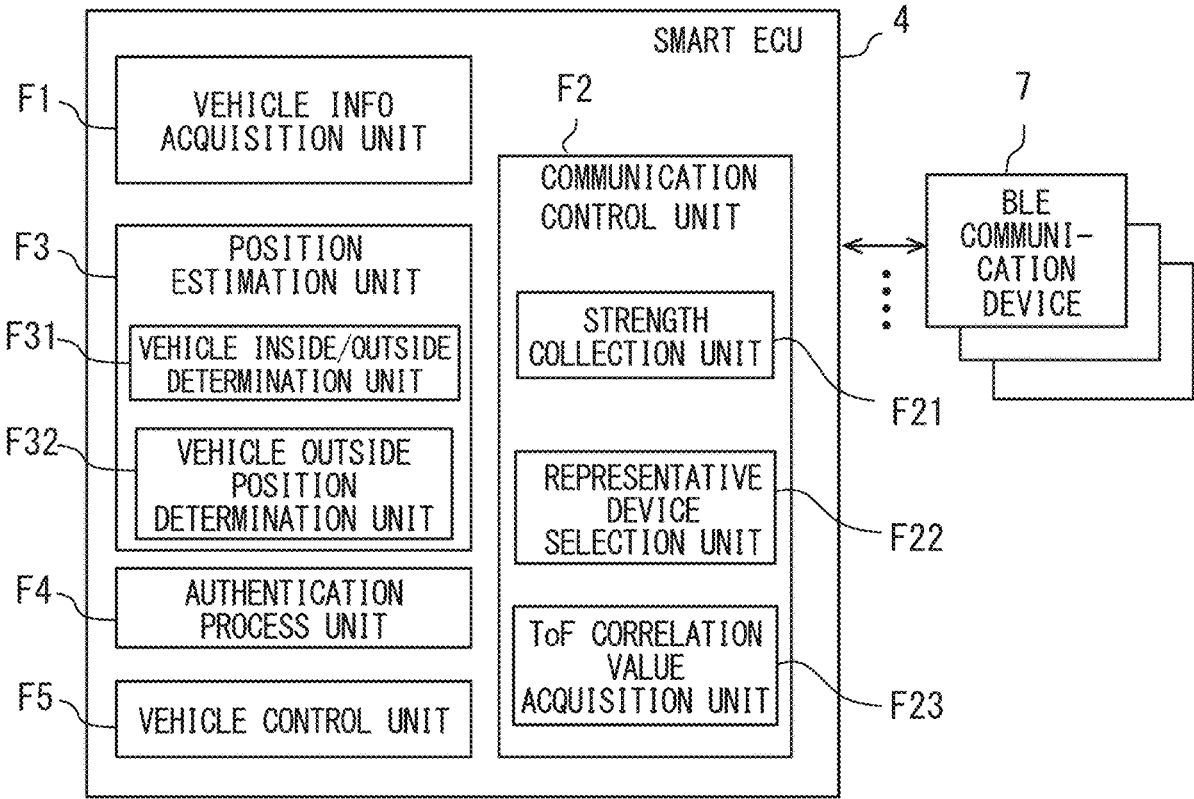 SMART ECU
4
F1
VEHICLE INFO
ACQUISITION UNIT
F2
7
COMMUNICATION
CONTROL UNIT
BLE
COMMUNI-
CATION
DEVICE
F3
POSITION
ESTIMATION UNIT
F31
VEHICLE INSIDE/OUTSIDE
DETERMINATION UNIT
STRENGTH
COLLECTION UNIT
F21
F32
VEHICLE OUTSIDE
POSITION
DETERMINATION UNIT
REPRESENTATIVE
DEVICE
SELECTION UNIT
F22
F4
AUTHENTICATION
PROCESS UNIT
ToF CORRELATION
VALUE
ACQUISITION UNIT
F23
F5
VEHICLE CONTROL UNIT